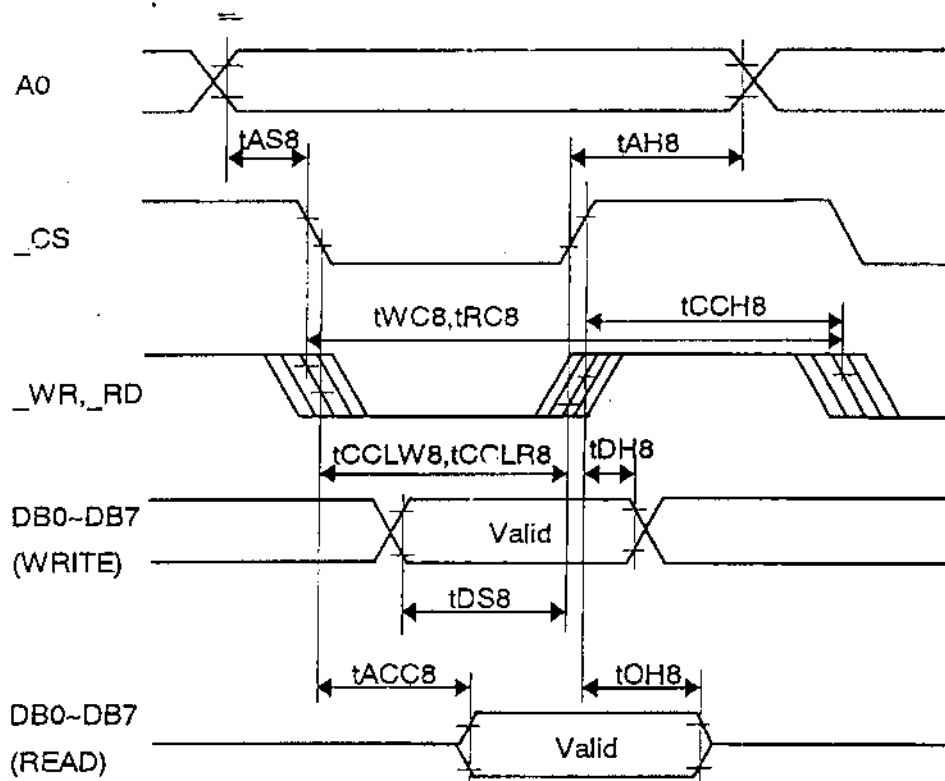 A0
tAS8
tAH8
_CS
tWC8,tRC8
tCCH8
_WR,_RD
tCCLW8,tCCLR8
tDH8
DB0~DB7
(WRITE)
Valid
tDS8
tACC8
tOH8
DB0~DB7
(READ)
Valid